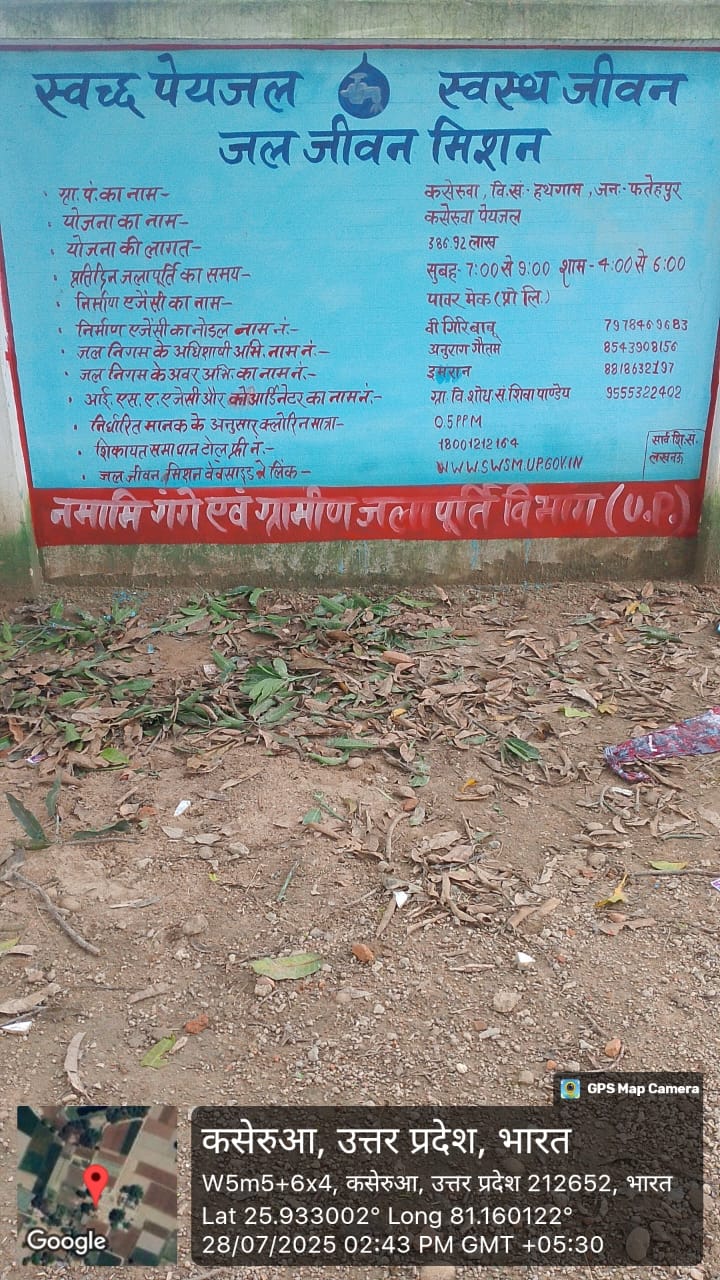 स्वच्छ पेयजल स्वस्थ जीवन
जल जीवन मिशन
ग्रा.पं.का नाम- कसेरुवा, वि.खं:- हथगाम, जन:- फतेहपुर
योजना का नाम- कसेरुवा पेयजल
योजना की लागत- 386.92 लाख
प्रतिदिन जलापूर्ति का समय- सुबह- 7:00 से 9:00 शाम- 4:00 से 6:00
निर्माण एजेंसी का नाम- पावर मेक (प्रो लि.)
निर्माण एजेंसी का नोडल नाम नं.- वी गिरि बाबू 7978469683
जल निगम के अधिशाषी अभि. नाम नं.- अनुराग गौतम 8543908156
जल निगम के अवर अभि. का नाम नं.- इमरान 8818632197
आई. एस. ए. एजेंसी और कोआर्डिनेटर का नाम नं.- ग्रा. वि. शोध सं. शिवा पाण्डेय 9555322402
निर्धारित मानक के अनुसार क्लोरिन मात्रा- 0.5 PPM
शिकायत समाधान टोल फ्री नं.- 18001212164
जल जीवन मिशन वेवसाइड लिंक- WWW.SWSM.UP.GOV.IN
सार्व शि.सं.
लखनऊ
नमामि गंगे एवं ग्रामीण जलापूर्ति विभाग (U.P.)
GPS Map Camera
कसेरुआ, उत्तर प्रदेश, भारत
W5m5+6x4, कसेरुआ, उत्तर प्रदेश 212652, भारत
Lat 25.933002° Long 81.160122°
28/07/2025 02:43 PM GMT +05:30
Google